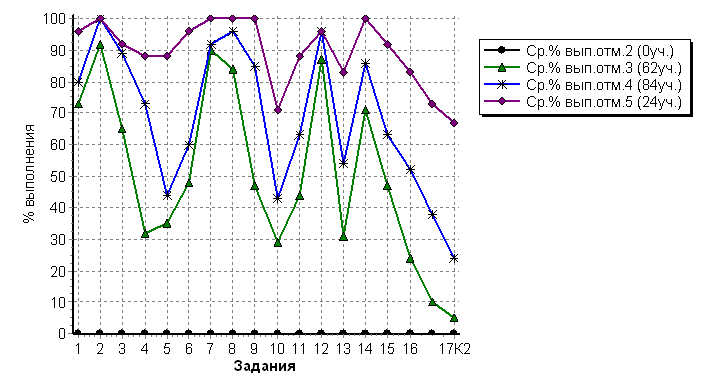 100
90
80
70
60
50
40
30
20
10
0
% выполнения
1 2 3 4 5 6 7 8 9 10 11 12 13 14 15 16 17К2
Задания
Ср.% вып.отм.2 (0уч.)
Ср.% вып.отм.3 (62уч.)
Ср.% вып.отм.4 (84уч.)
Ср.% вып.отм.5 (24уч.)